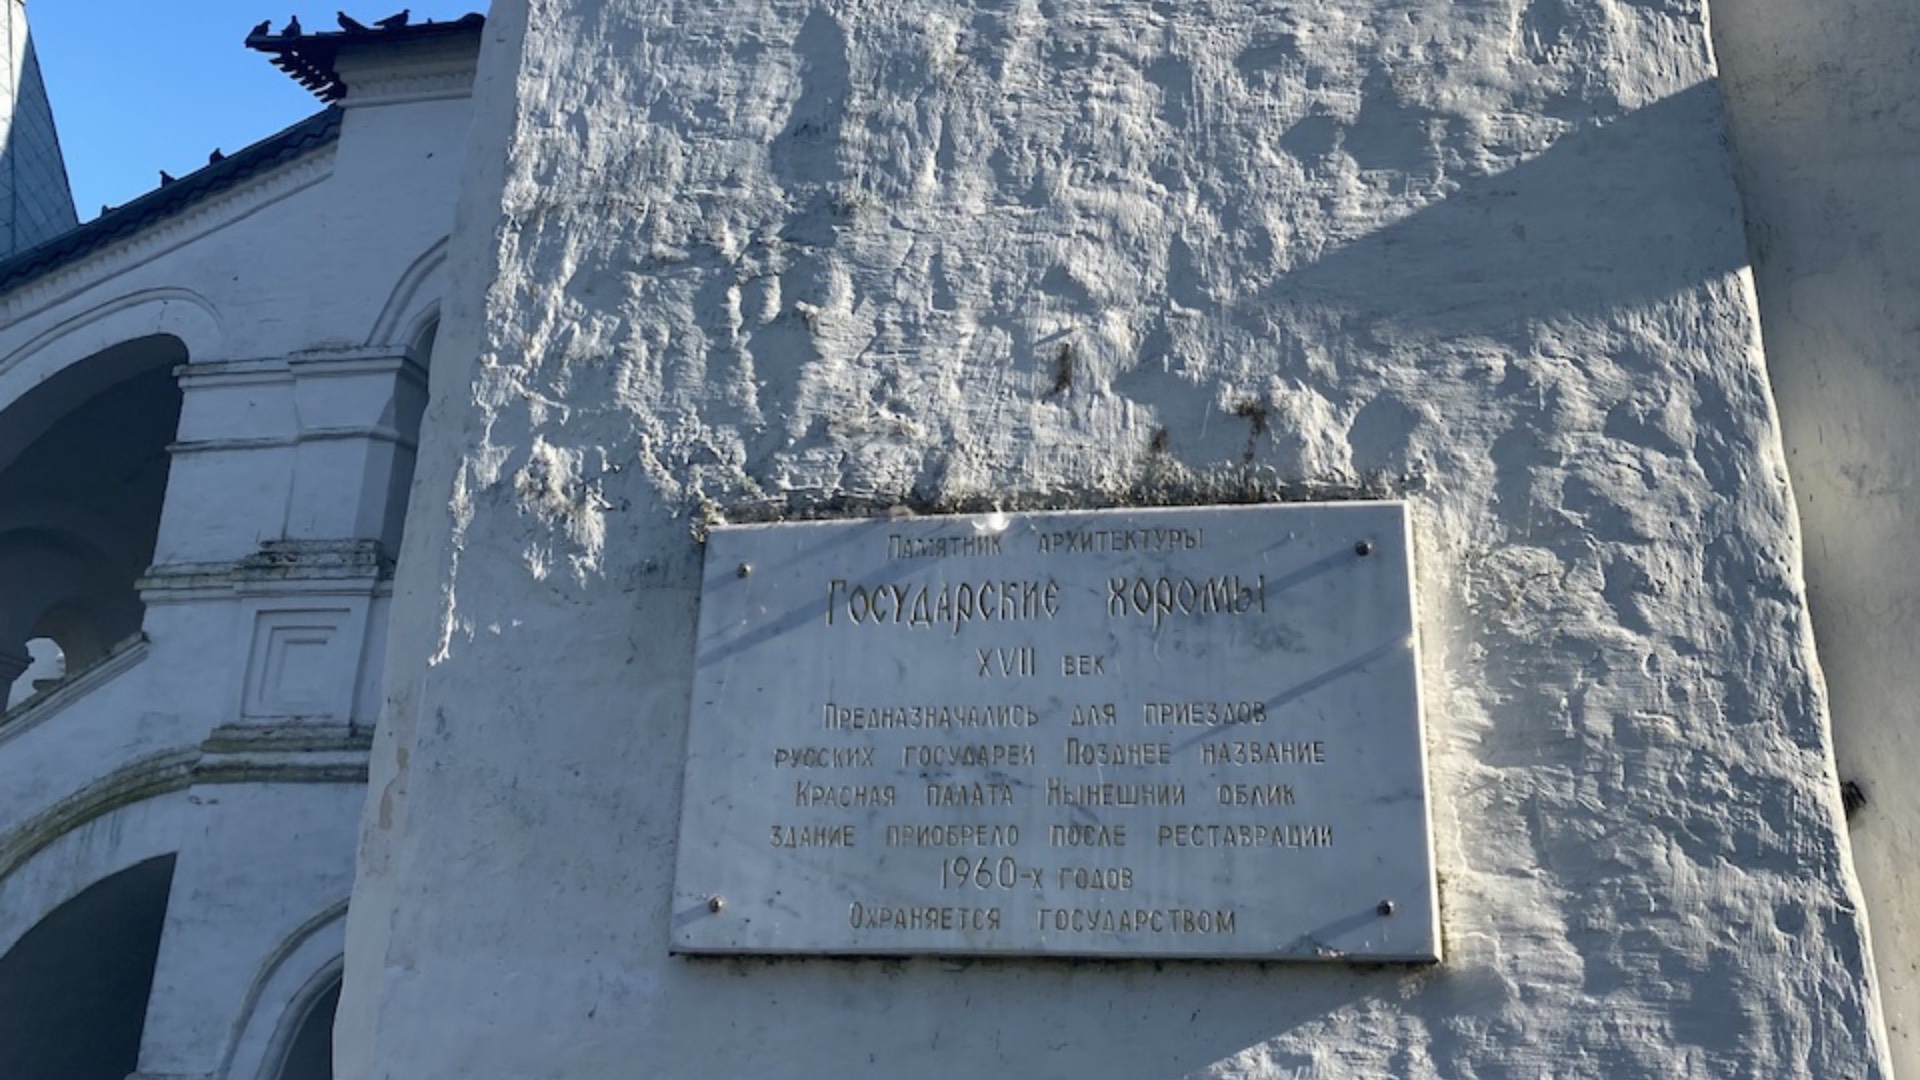 Памятник архитектуры
Государские хоромы
XVII век
Предназначались для приездов
русских государей Позднее название
Красная палата Нынешний облик
здание приобрело после реставрации
1960-х годов
Охраняется государством